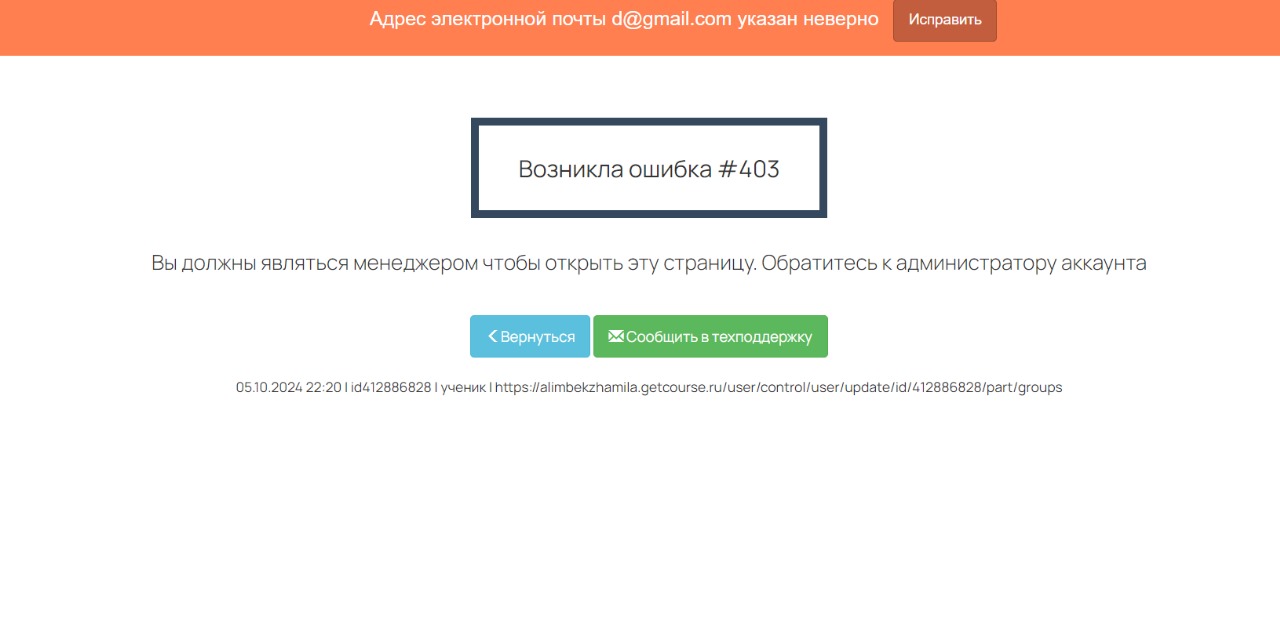 Адрес электронной почты d@gmail.com указан неверно Исправить
Возникла ошибка #403
Вы должны являться менеджером чтобы открыть эту страницу. Обратитесь к администратору аккаунта
Вернуться Сообщить в техподдержку
05.10.2024 22:20 | id412886828 | ученик | https://alimbekzhamila.getcourse.ru/user/control/user/update/id/412886828/part/groups